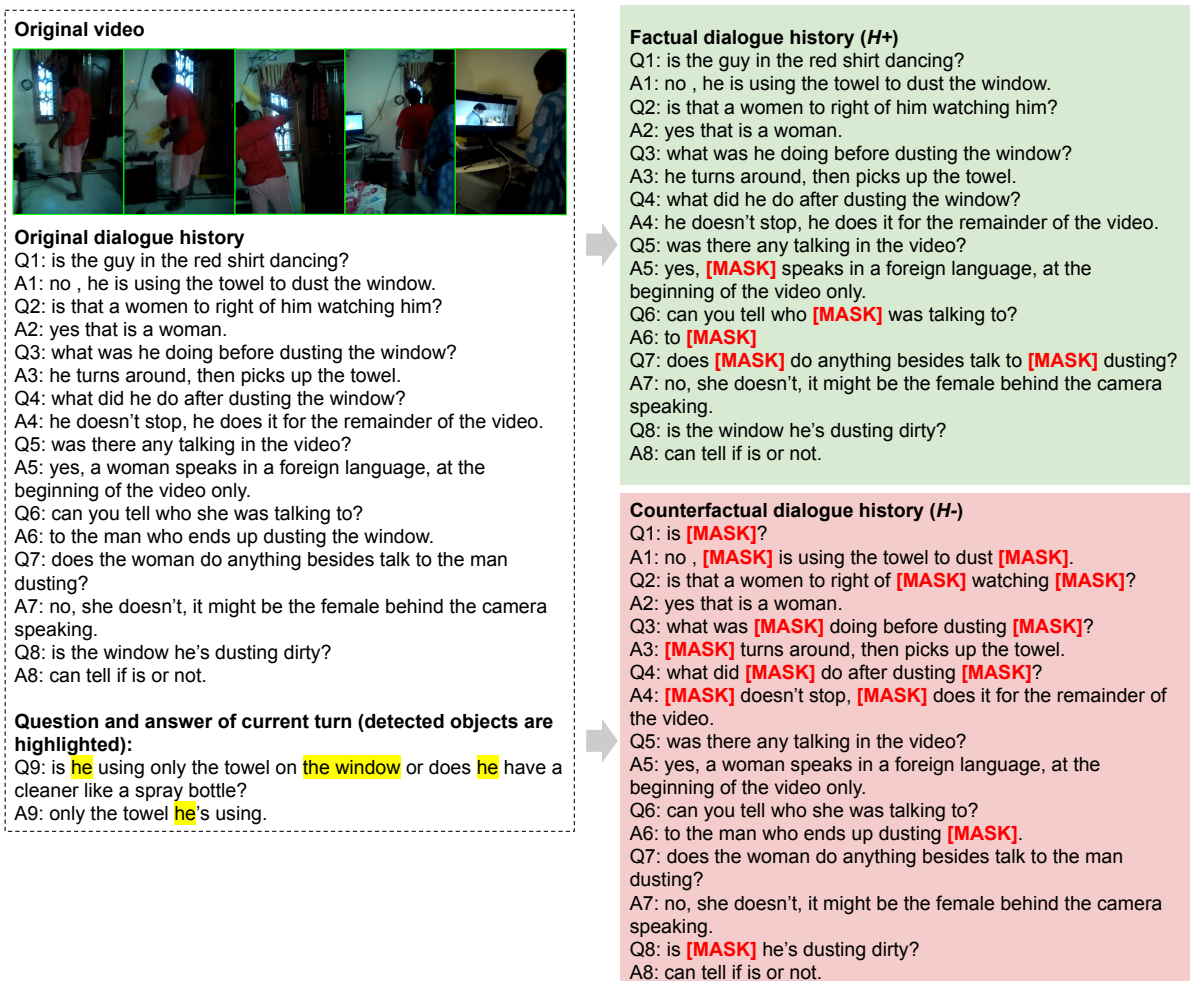 Original video
Original dialogue history
Q1: is the guy in the red shirt dancing?
A1: no , he is using the towel to dust the window.
Q2: is that a women to right of him watching him?
A2: yes that is a woman.
Q3: what was he doing before dusting the window?
A3: he turns around, then picks up the towel.
Q4: what did he do after dusting the window?
A4: he doesn't stop, he does it for the remainder of the video.
Q5: was there any talking in the video?
A5: yes, a woman speaks in a foreign language, at the
beginning of the video only.
Q6: can you tell who she was talking to?
A6: to the man who ends up dusting the window.
Q7: does the woman do anything besides talk to the man
dusting?
A7: no, she doesn't, it might be the female behind the camera
speaking.
Q8: is the window he's dusting dirty?
A8: can tell if is or not.
Question and answer of current turn (detected objects are
highlighted):
Q9: is he using only the towel on the window or does he have a
cleaner like a spray bottle?
A9: only the towel he's using.
Factual dialogue history (H+)
Q1: is the guy in the red shirt dancing?
A1: no , he is using the towel to dust the window.
Q2: is that a women to right of him watching him?
A2: yes that is a woman.
Q3: what was he doing before dusting the window?
A3: he turns around, then picks up the towel.
Q4: what did he do after dusting the window?
A4: he doesn't stop, he does it for the remainder of the video.
Q5: was there any talking in the video?
A5: yes, [MASK] speaks in a foreign language, at the
beginning of the video only.
Q6: can you tell who [MASK] was talking to?
A6: to [MASK]
Q7: does [MASK] do anything besides talk to [MASK] dusting?
A7: no, she doesn't, it might be the female behind the camera
speaking.
Q8: is the window he's dusting dirty?
A8: can tell if is or not.
Counterfactual dialogue history (H-)
Q1: is [MASK]?
A1: no , [MASK] is using the towel to dust [MASK].
Q2: is that a women to right of [MASK] watching [MASK]?
A2: yes that is a woman.
Q3: what was [MASK] doing before dusting [MASK]?
A3: [MASK] turns around, then picks up the towel.
Q4: what did [MASK] do after dusting [MASK]?
A4: [MASK] doesn't stop, [MASK] does it for the remainder of
the video.
Q5: was there any talking in the video?
A5: yes, a woman speaks in a foreign language, at the
beginning of the video only.
Q6: can you tell who she was talking to?
A6: to the man who ends up dusting [MASK].
Q7: does the woman do anything besides talk to the man
dusting?
A7: no, she doesn't, it might be the female behind the camera
speaking.
Q8: is [MASK] he's dusting dirty?
A8: can tell if is or not.